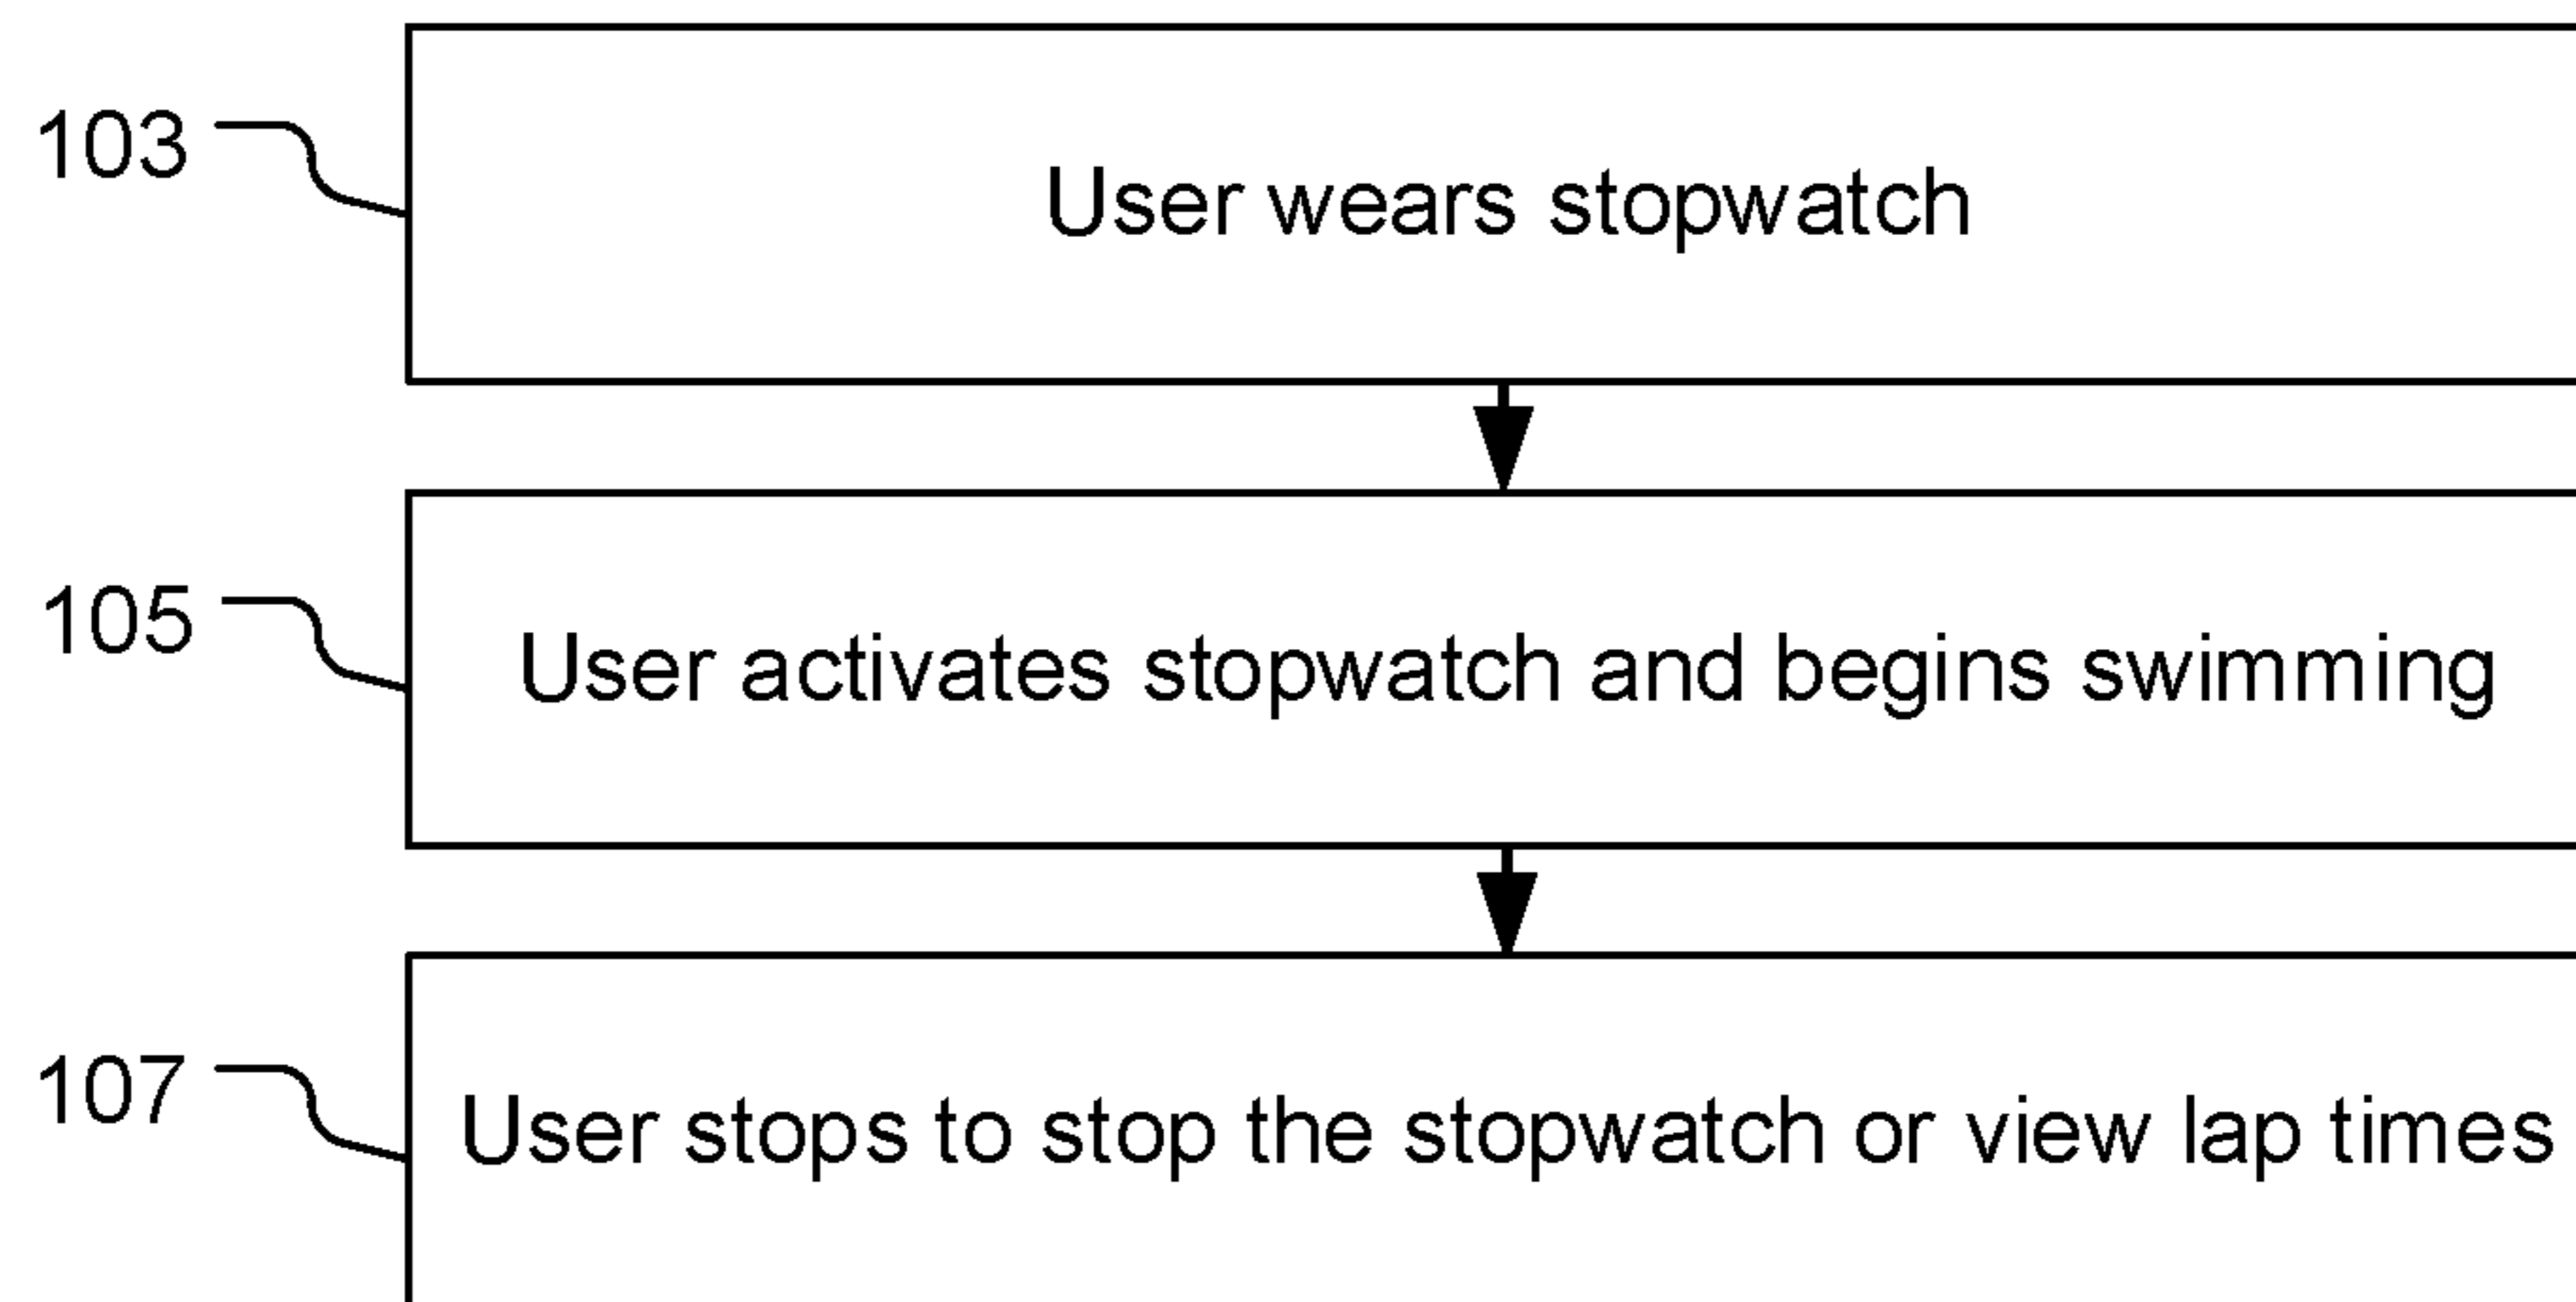 103
User wears stopwatch
105
User activates stopwatch and begins swimming
107
User stops to stop the stopwatch or view lap times